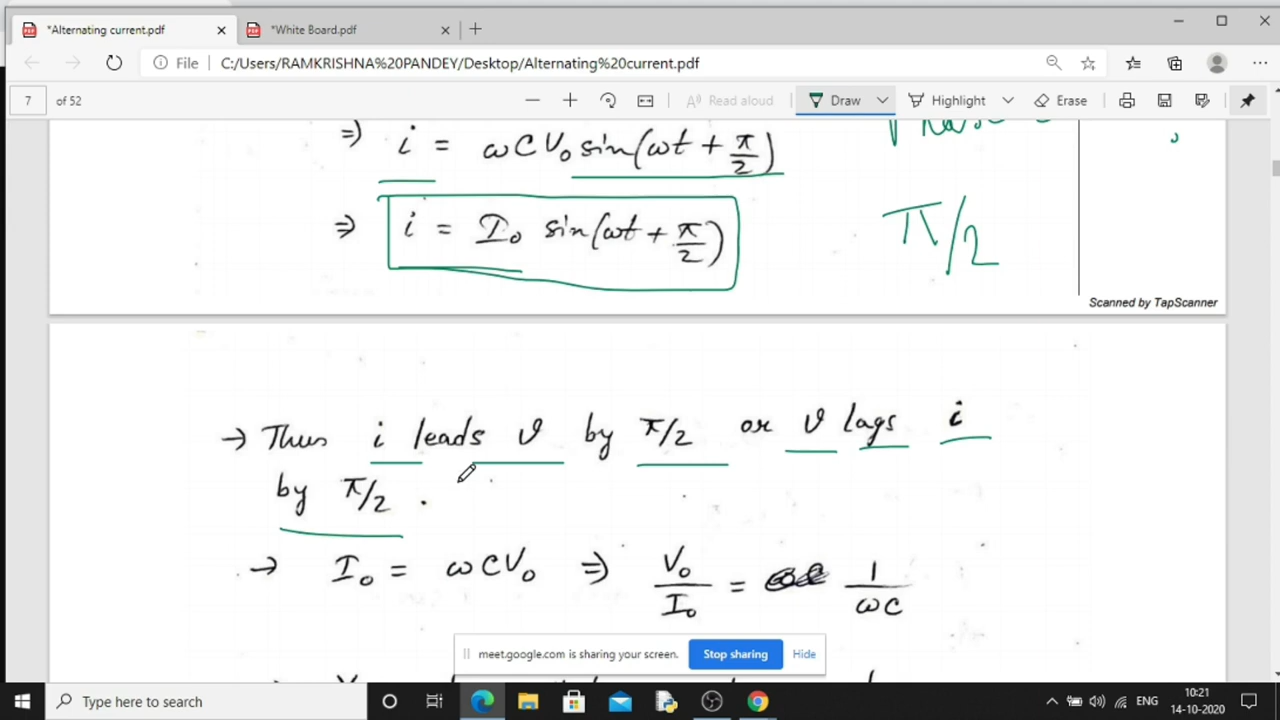 *Alternating current.pdf
*White Board.pdf
File
C:/Users/RAMKRISHNA%20PANDEY/Desktop/Alternating%20current.pdf
7 of 52
Read aloud
Draw
Highlight
Erase
⇒ i = ωCV₀ sin(ωt + π/2)
⇒ i = I₀ sin(ωt + π/2)
π/2
Scanned by TapScanner
→ Thus i leads v by π/2 or v lags i
by π/2 .
→ I₀ = ωCV₀ ⇒ V₀/I₀ = 1/ωC
meet.google.com is sharing your screen.
Stop sharing
Hide
Type here to search
ENG
10:21
14-10-2020